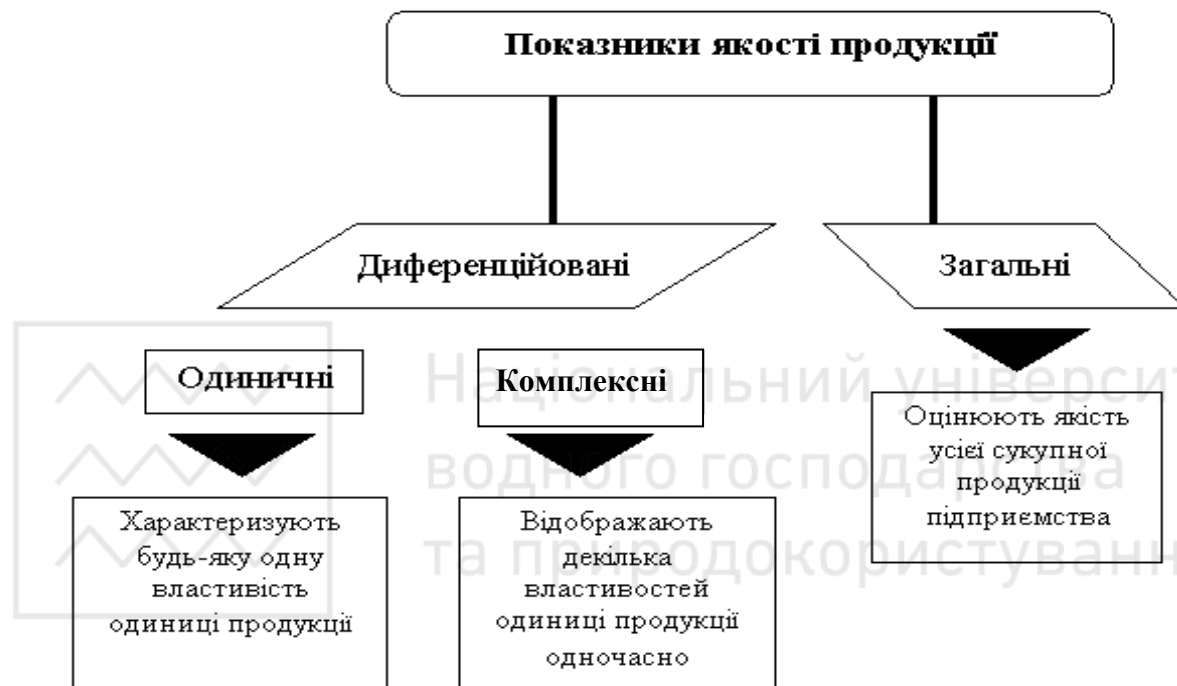 Показники якості продукції
Диференційовані
Загальні
Одиничні
Комплексні
Характеризують
будь-яку одну
властивість
одиниці продукції
Відображають
декілька
властивостей
одиниці продукції
одночасно
Оцінюють якість
усієї сукупної
продукції
підприємства
Національний універси
водного господарства
та природокористуванн